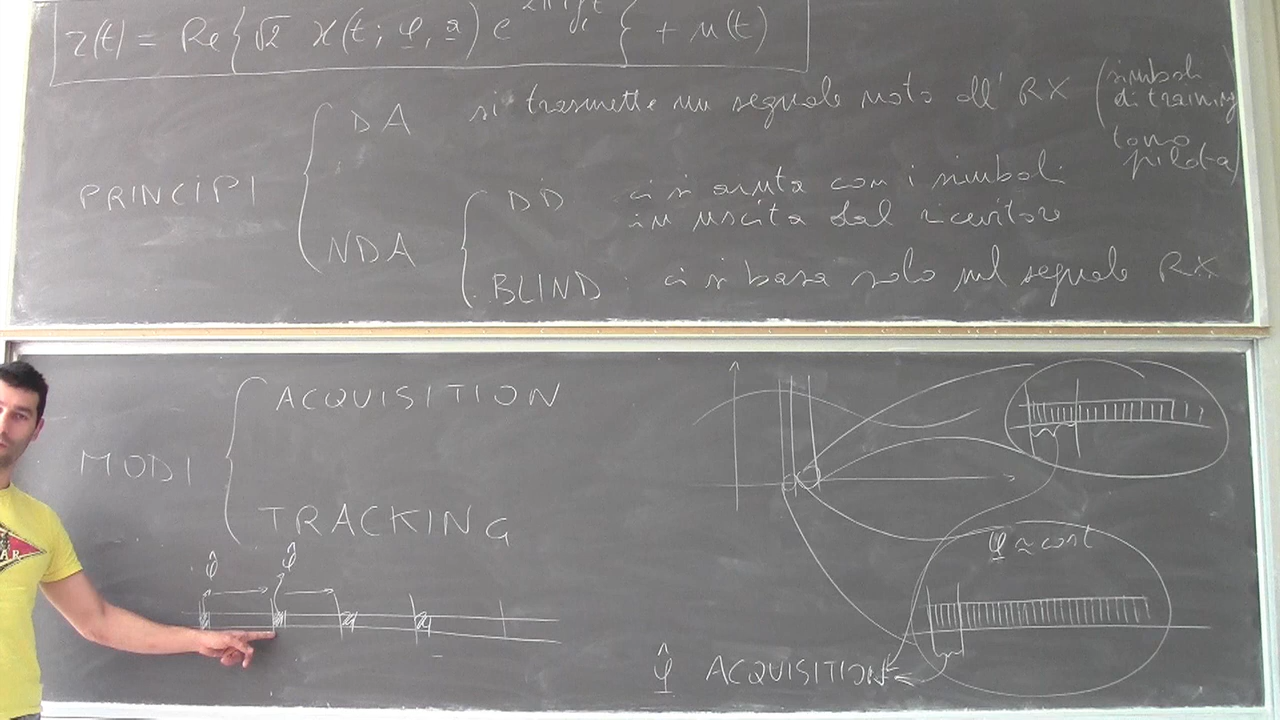 r(t) = Re{√2 x(t; φ, a) e^{2πj f_c t}} + n(t)
PRINCIPI
DA si trasmette un segnale noto all' RX (simboli
di training
tono
pilota)
NDA
DD ci si aiuta con i simboli
in uscita dal ricevitore
BLIND: ci si basa solo sul segnale RX
MODI
ACQUISITION
TRACKING
φ̂ φ̂
φ ≈ cost
φ̂ ACQUISITION